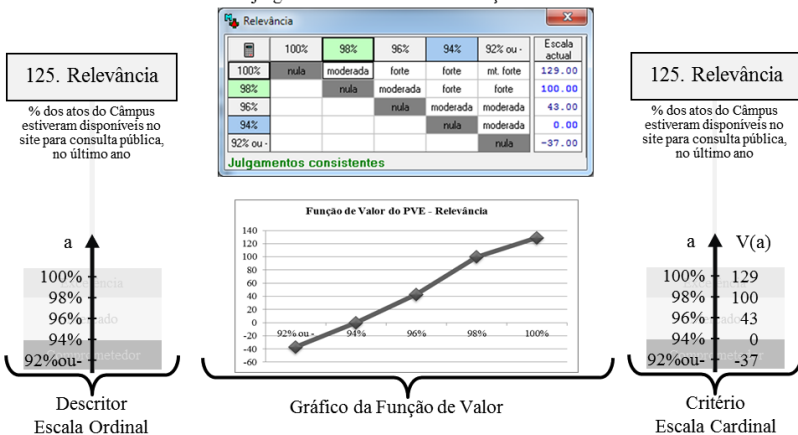 Relevância
100% 98% 96% 94% 92% ou - Escala actual
100% nula moderada forte forte mt. forte 129.00
98% nula moderada forte forte 100.00
96% nula moderada moderada 43.00
94% nula moderada 0.00
92% ou - nula -37.00
Julgamentos consistentes
125. Relevância
% dos atos do Câmpus
estiveram disponíveis no
site para consulta pública,
no último ano
a
100%
98%
96%
94%
92%ou-
Descritor
Escala Ordinal
Função de Valor do PVE - Relevância
140
120
100
80
60
40
20
0
-20
-40
-60
92% ou - 94% 96% 98% 100%
Gráfico da Função de Valor
125. Relevância
% dos atos do Câmpus
estiveram disponíveis no
site para consulta pública,
no último ano
a V(a)
100% 129
98% 100
96% 43
94% 0
92%ou- -37
Critério
Escala Cardinal